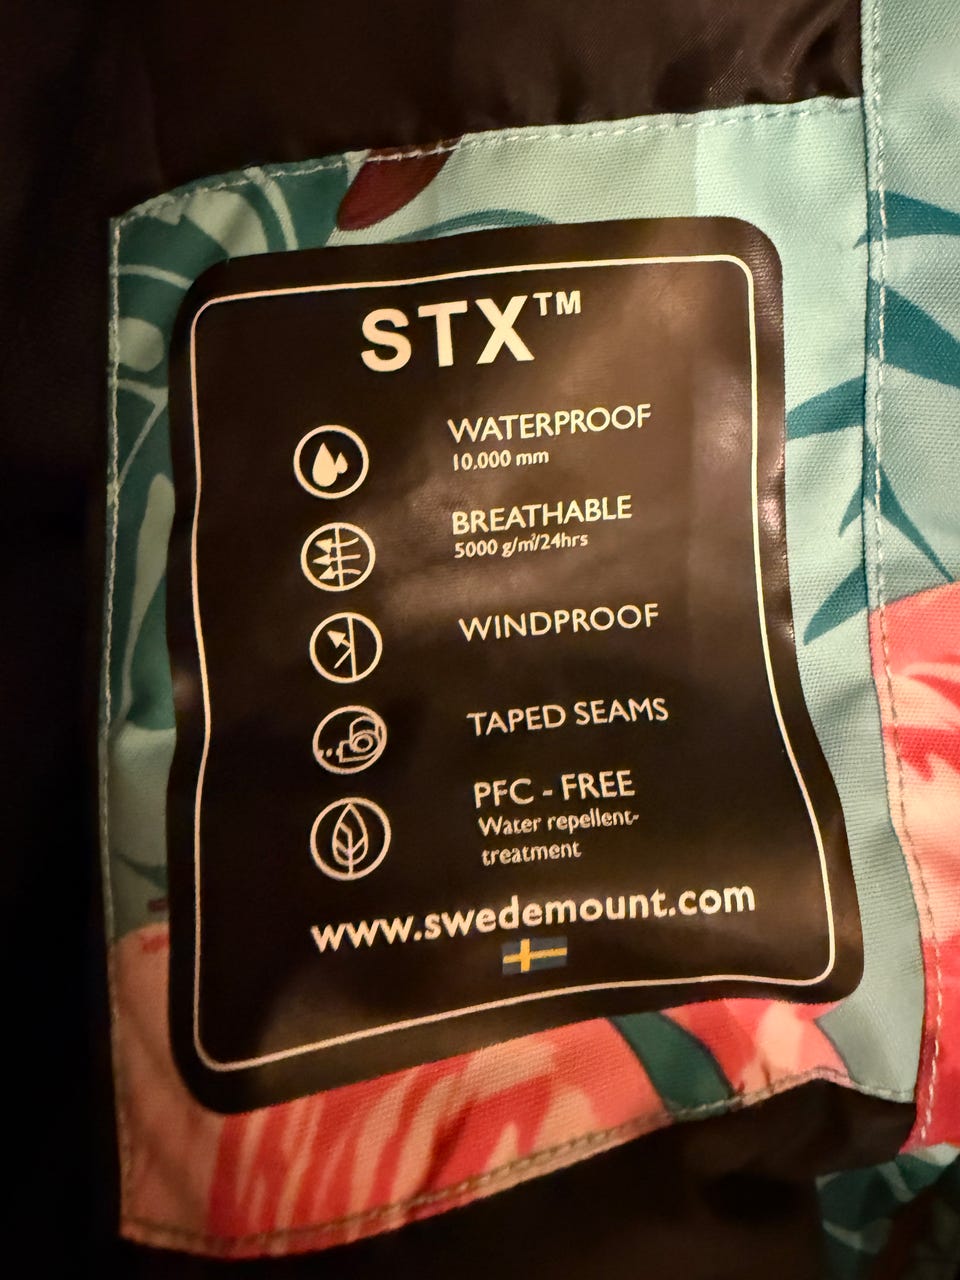 STX™
WATERPROOF
10.000 mm
BREATHABLE
5000 g/m²/24hrs
WINDPROOF
TAPED SEAMS
PFC - FREE
Water repellent-
treatment
www.swedemount.com